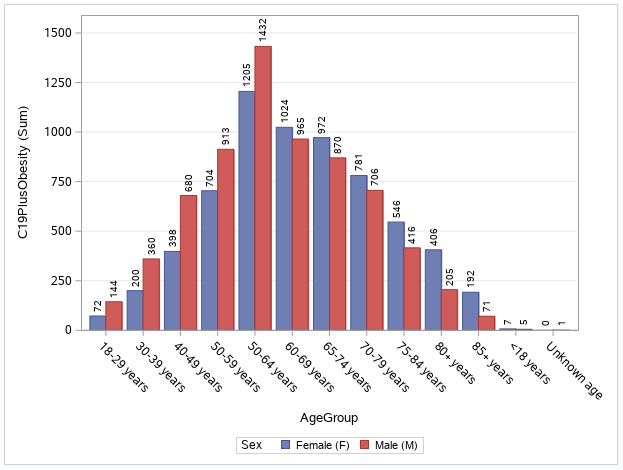 C19PlusObesity (Sum)
1500
1250
1000
750
500
250
0
72
144
200
360
398
680
704
913
1205
1432
1024
965
972
870
781
706
546
416
406
205
192
71
7
5
0
1
18-29 years
30-39 years
40-49 years
50-59 years
50-64 years
60-69 years
65-74 years
70-79 years
75-84 years
80+ years
85+ years
<18 years
Unknown age
AgeGroup
Sex Female (F) Male (M)